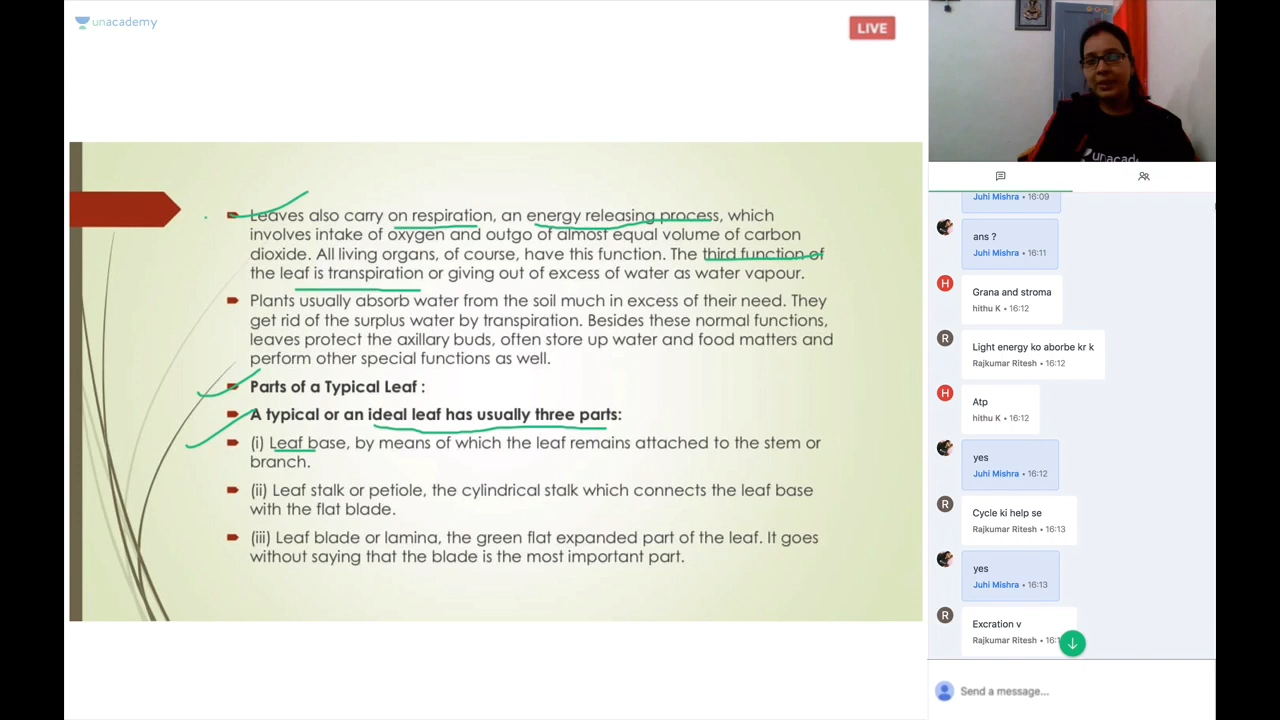 unacademy
LIVE
Leaves also carry on respiration, an energy releasing process, which
involves intake of oxygen and outgo of almost equal volume of carbon
dioxide. All living organs, of course, have this function. The third function of
the leaf is transpiration or giving out of excess of water as water vapour.
Plants usually absorb water from the soil much in excess of their need. They
get rid of the surplus water by transpiration. Besides these normal functions,
leaves protect the axillary buds, often store up water and food matters and
perform other special functions as well.
Parts of a Typical Leaf :
A typical or an ideal leaf has usually three parts:
(i) Leaf base, by means of which the leaf remains attached to the stem or
branch.
(ii) Leaf stalk or petiole, the cylindrical stalk which connects the leaf base
with the flat blade.
(iii) Leaf blade or lamina, the green flat expanded part of the leaf. It goes
without saying that the blade is the most important part.
unacade
Juhi Mishra • 16:09
ans ?
Juhi Mishra • 16:11
H
Grana and stroma
hithu K • 16:12
R
Light energy ko aborbe kr k
Rajkumar Ritesh • 16:12
H
Atp
hithu K • 16:12
yes
Juhi Mishra • 16:12
R
Cycle ki help se
Rajkumar Ritesh • 16:13
yes
Juhi Mishra • 16:13
R
Excration v
Rajkumar Ritesh • 16:1
Send a message...